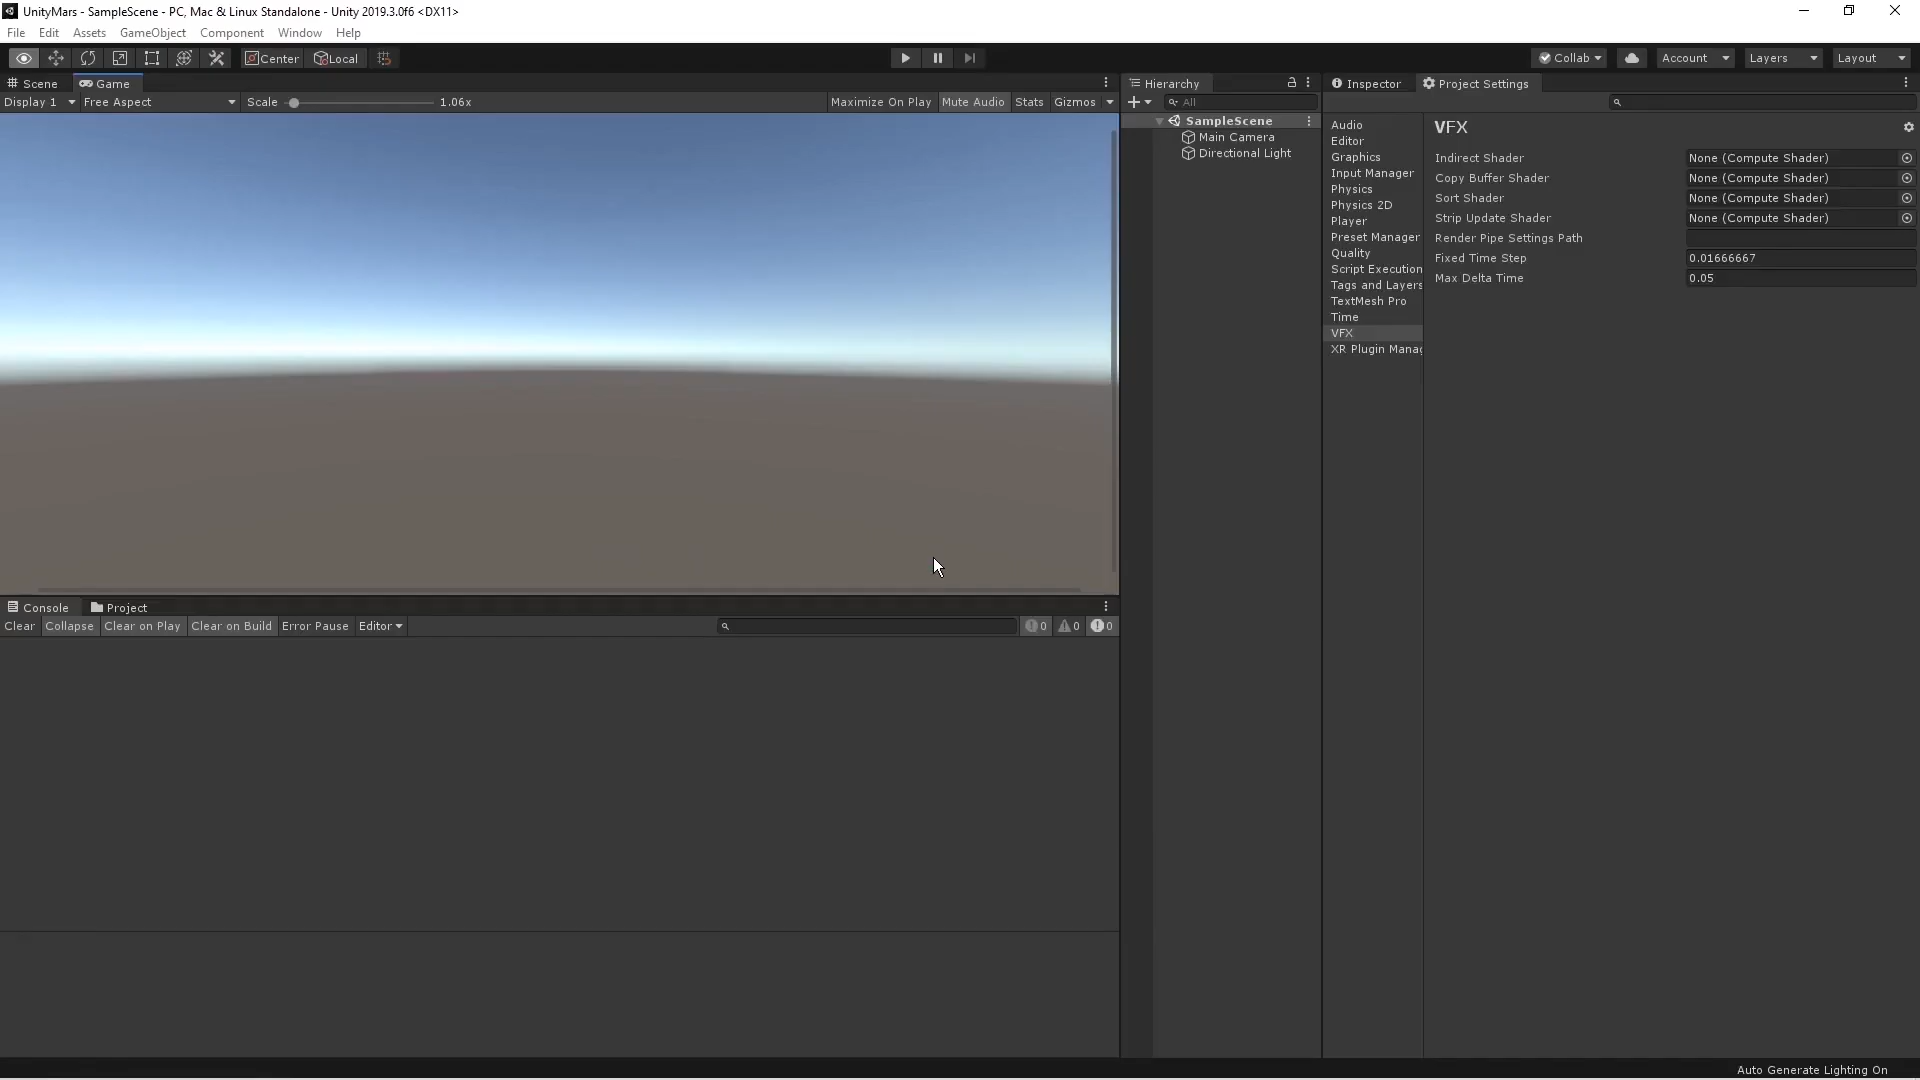 UnityMars - SampleScene - PC, Mac & Linux Standalone - Unity 2019.3.0f6 <DX11>
File Edit Assets GameObject Component Window Help
Center Local Collab Account Layers Layout
Scene Game
Display 1 Free Aspect Scale 1.06x Maximize On Play Mute Audio Stats Gizmos
Hierarchy
All
SampleScene
Main Camera
Directional Light
Inspector Project Settings
Audio
Editor
Graphics
Input Manager
Physics
Physics 2D
Player
Preset Manager
Quality
Script Execution
Tags and Layers
TextMesh Pro
Time
VFX
XR Plugin Manag
VFX
Indirect Shader None (Compute Shader)
Copy Buffer Shader None (Compute Shader)
Sort Shader None (Compute Shader)
Strip Update Shader None (Compute Shader)
Render Pipe Settings Path
Fixed Time Step 0.01666667
Max Delta Time 0.05
Console Project
Clear Collapse Clear on Play Clear on Build Error Pause Editor 0 0 0
Auto Generate Lighting On